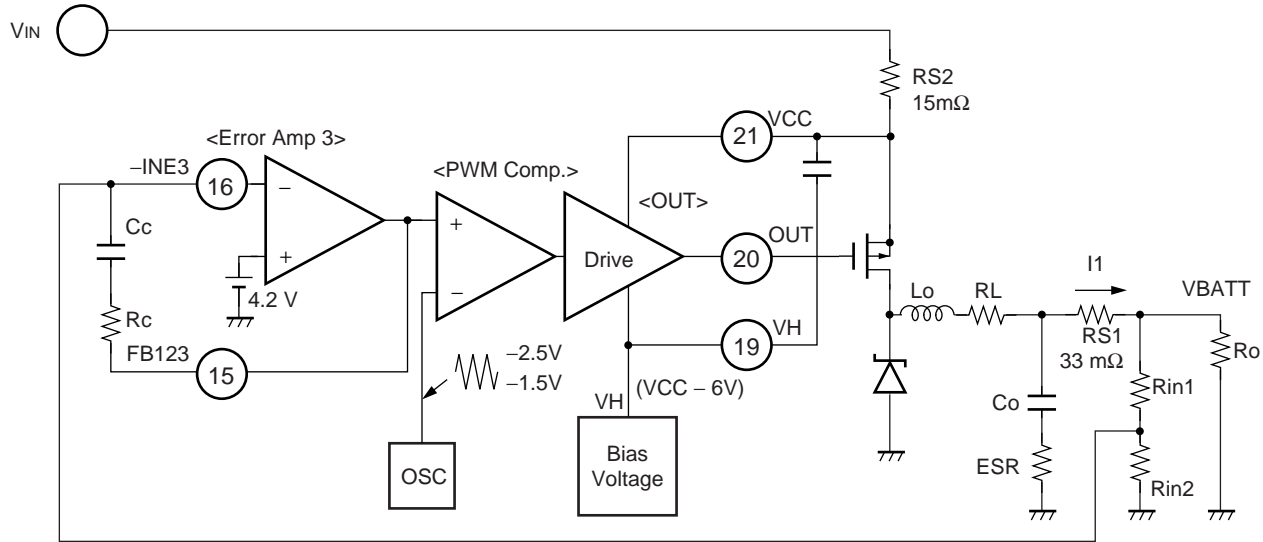 VIN
RS2
15mΩ
<Error Amp 3>
21
VCC
–INE3
16
<PWM Comp.>
–
+
4.2 V
Cc
Rc
FB123
15
+
–
<OUT>
Drive
20
OUT
I1
VBATT
Lo
RL
RS1
33 mΩ
Ro
–2.5V
–1.5V
19
VH
(VCC – 6V)
VH
Rin1
Co
OSC
Bias
Voltage
ESR
Rin2